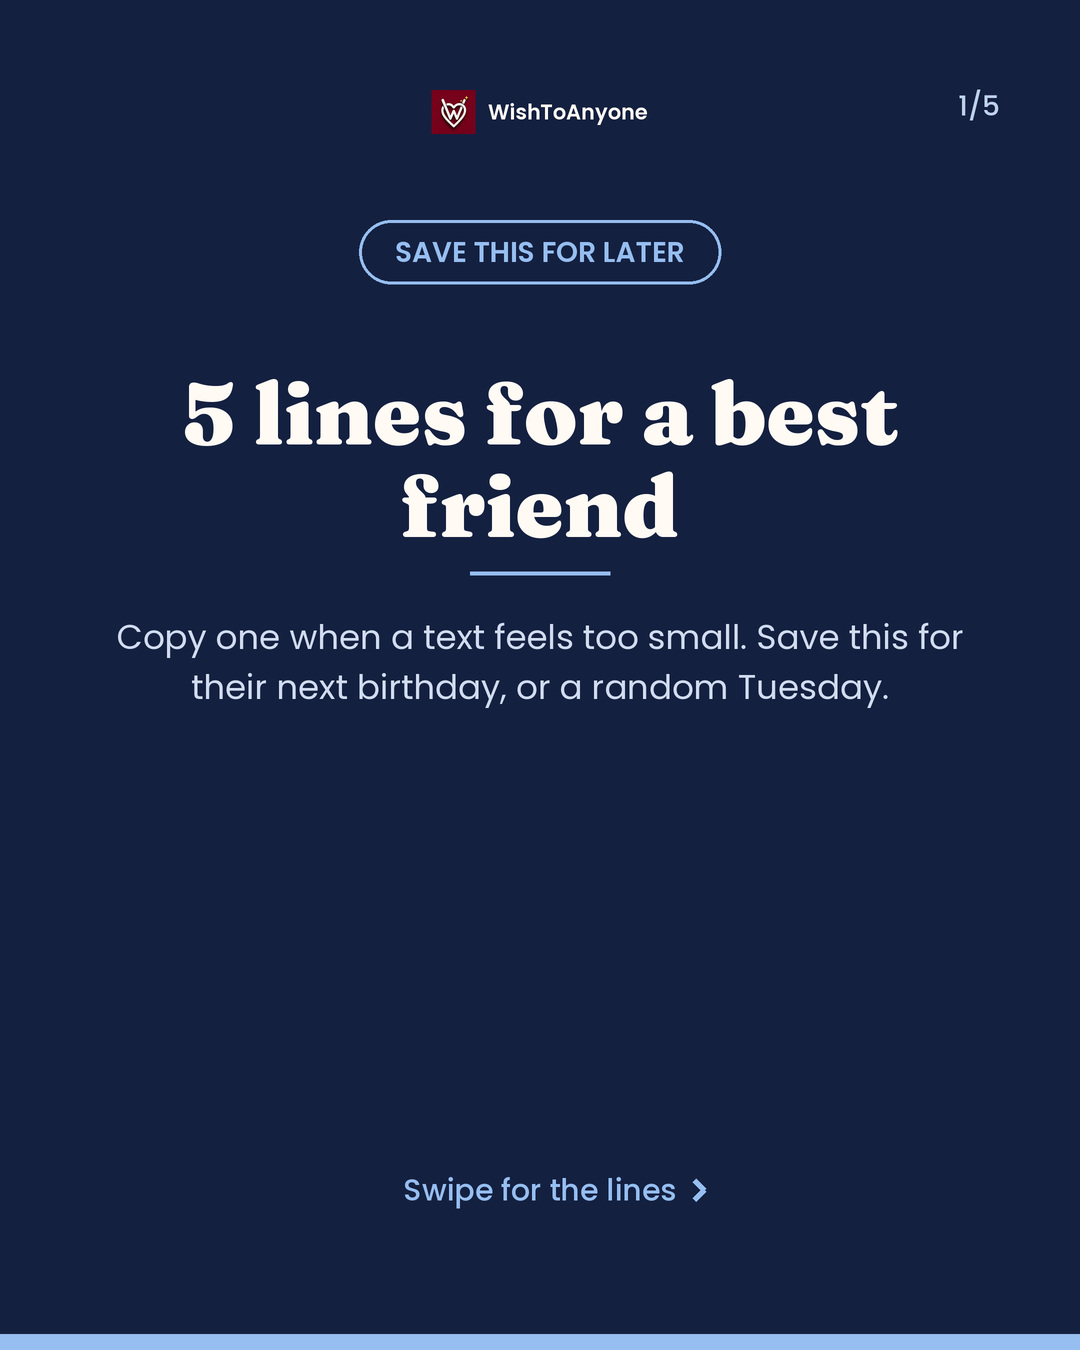 WishToAnyone
1/5
SAVE THIS FOR LATER
5 lines for a best
friend
Copy one when a text feels too small. Save this for
their next birthday, or a random Tuesday.
Swipe for the lines